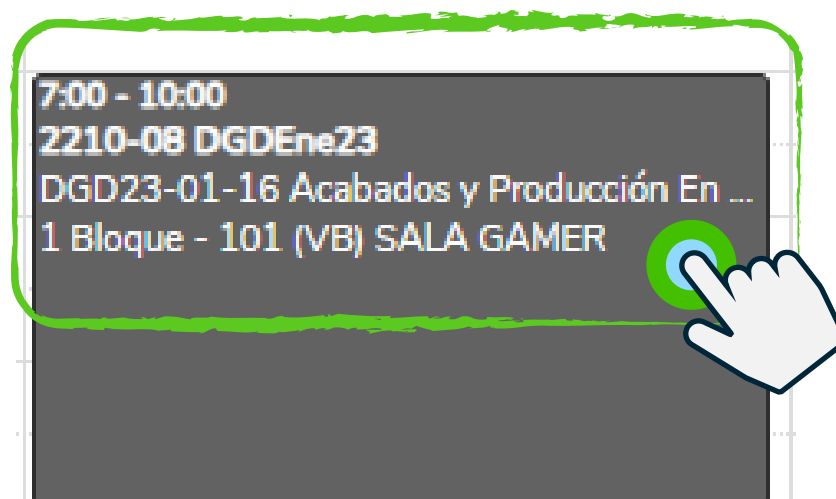 7:00 - 10:00
2210-08 DGDEne23
DGD23-01-16 Acabados y Producción En ...
1 Bloque - 101 (VB) SALA GAMER